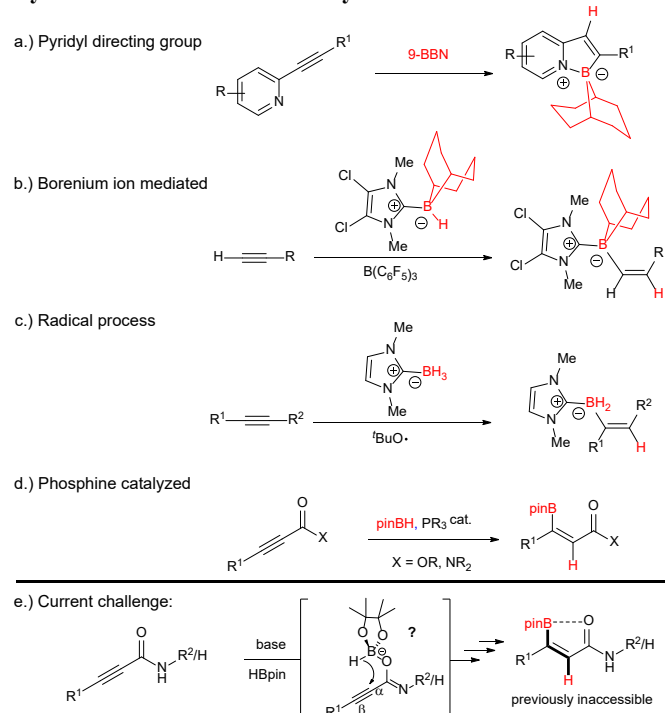 a.) Pyridyl directing group
R
N
R¹
9-BBN
H
R
R¹
N
B
⊕
⊖
b.) Borenium ion mediated
Me
Cl
N
⊕
B
H
⊖
Cl
N
Me
H
R
B(C₆F₅)₃
Me
Cl
N
⊕
B
⊖
Cl
N
Me
R
H
H
c.) Radical process
Me
N
⊕
BH₃
⊖
N
Me
R¹
R²
ᵗBuO•
Me
N
⊕
BH₂
⊖
N
Me
R²
R¹
H
d.) Phosphine catalyzed
O
X
R¹
pinBH, PR₃ cat.
X = OR, NR₂
pinB
O
R¹
X
H
e.) Current challenge:
O
R²/H
N
H
R¹
base
HBpin
O
O
?
B
⊖
H
O
α
N
R²/H
β
R¹
pinB
O
R¹
N
R²/H
H
H
previously inaccessible